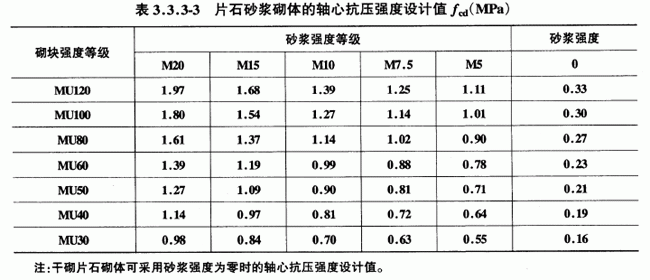 表 3.3.3-3 片石砂浆砌体的轴心抗压强度设计值 fcd(MPa)
砌块强度等级 砂浆强度等级 砂浆强度
M20 M15 M10 M7.5 M5 0
MU120 1.97 1.68 1.39 1.25 1.11 0.33
MU100 1.80 1.54 1.27 1.14 1.01 0.30
MU80 1.61 1.37 1.14 1.02 0.90 0.27
MU60 1.39 1.19 0.99 0.88 0.78 0.23
MU50 1.27 1.09 0.90 0.81 0.71 0.21
MU40 1.14 0.97 0.81 0.72 0.64 0.19
MU30 0.98 0.84 0.70 0.63 0.55 0.16
注:干砌片石砌体可采用砂浆强度为零时的轴心抗压强度设计值。